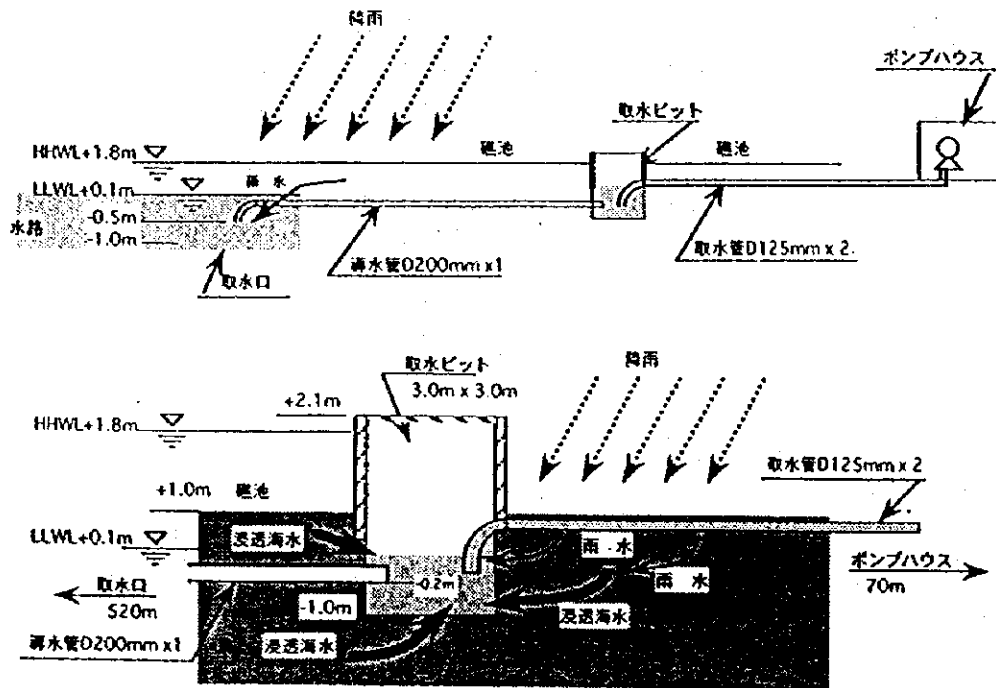 降雨
ポンプハウス
取水ピット
HHWL+1.8m
礁池
礁池
LLWL+0.1m
雨 水
-0.5m
水路
-1.0m
取水口
導水管D200mm x1
取水管D125mm x 2
取水ピット
3.0m x 3.0m
降雨
+2.1m
HHWL+1.8m
取水管D125mm x 2
+1.0m 礁池
浸透海水
雨 水
LLWL+0.1m
雨 水
ポンプハウス
70m
取水口
520m
-0.2m
-1.0m
浸透海水
導水管D200mm x1
浸透海水